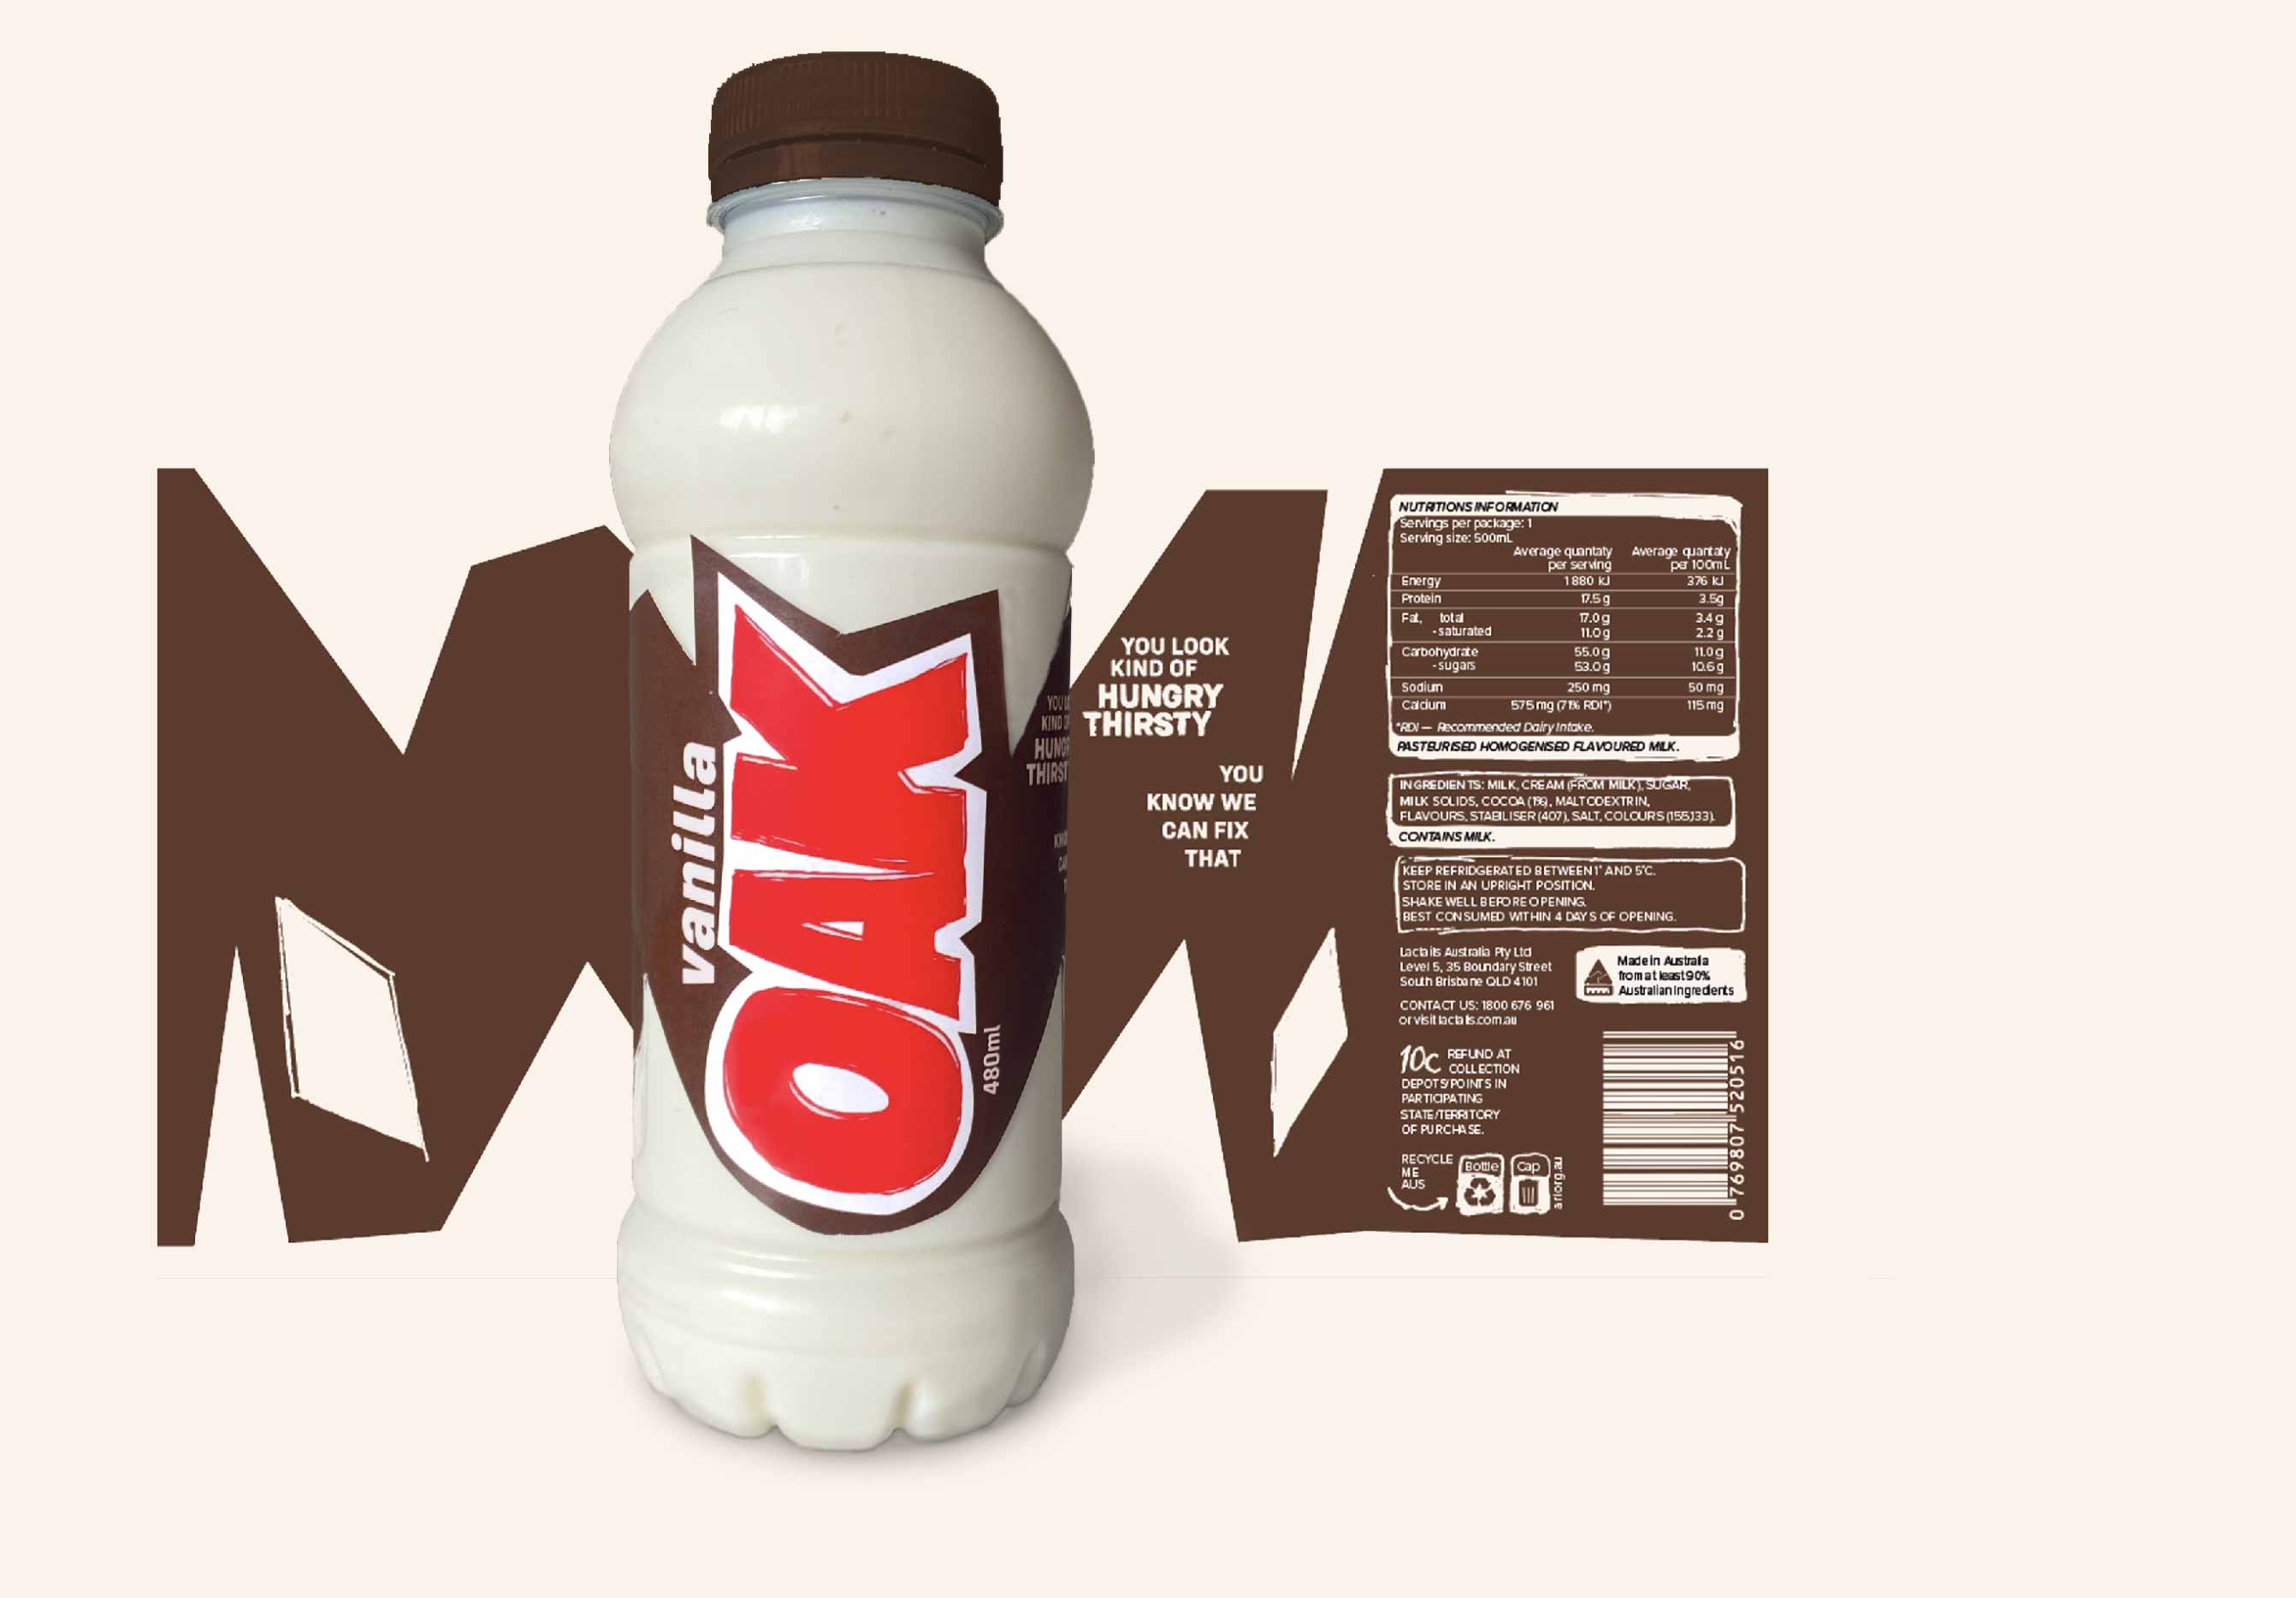 vanilla
OAK
480ml
YOU L
KIND OF
HUNG
THIRST
YOU LOOK
KIND OF
HUNGRY
THIRSTY
YOU
KNOW WE
CAN FIX
THAT
NUTRITIONS INFORMATION
Servings per package: 1
Serving size: 500mL
Average quantaty Average quantaty
per serving per 100mL
Energy 1880 kJ 376 kJ
Protein 17.5 g 3.5g
Fat, total 17.0 g 3.4 g
-saturated 11.0 g 2.2 g
Carbohydrate 55.0 g 11.0 g
-sugars 53.0 g 10.6 g
Sodium 250 mg 50 mg
Calcium 575 mg (71% RDI*) 115 mg
*RDI — Recommended Dairy Intake.
PASTEURISED HOMOGENISED FLAVOURED MILK.
INGREDIENTS: MILK, CREAM (FROM MILK), SUGAR,
MILK SOLIDS, COCOA (1%), MALTODEXTRIN,
FLAVOURS, STABILISER (407), SALT, COLOURS (155,133).
CONTAINS MILK.
KEEP REFRIDGERATED BETWEEN 1° AND 5°C.
STORE IN AN UPRIGHT POSITION.
SHAKE WELL BEFORE OPENING.
BEST CONSUMED WITHIN 4 DAYS OF OPENING.
Lactalis Australia Pty Ltd
Level 5, 35 Boundary Street
South Brisbane QLD 4101
CONTACT US: 1800 676 961
or visit lactalis.com.au
Made in Australia
from at least 90%
Australian ingredients
10c REFUND AT
COLLECTION
DEPOTS/POINTS IN
PARTICIPATING
STATE/TERRITORY
OF PURCHASE.
RECYCLE
ME
AUS
Bottle
Cap
arl.org.au
0 769807 520516